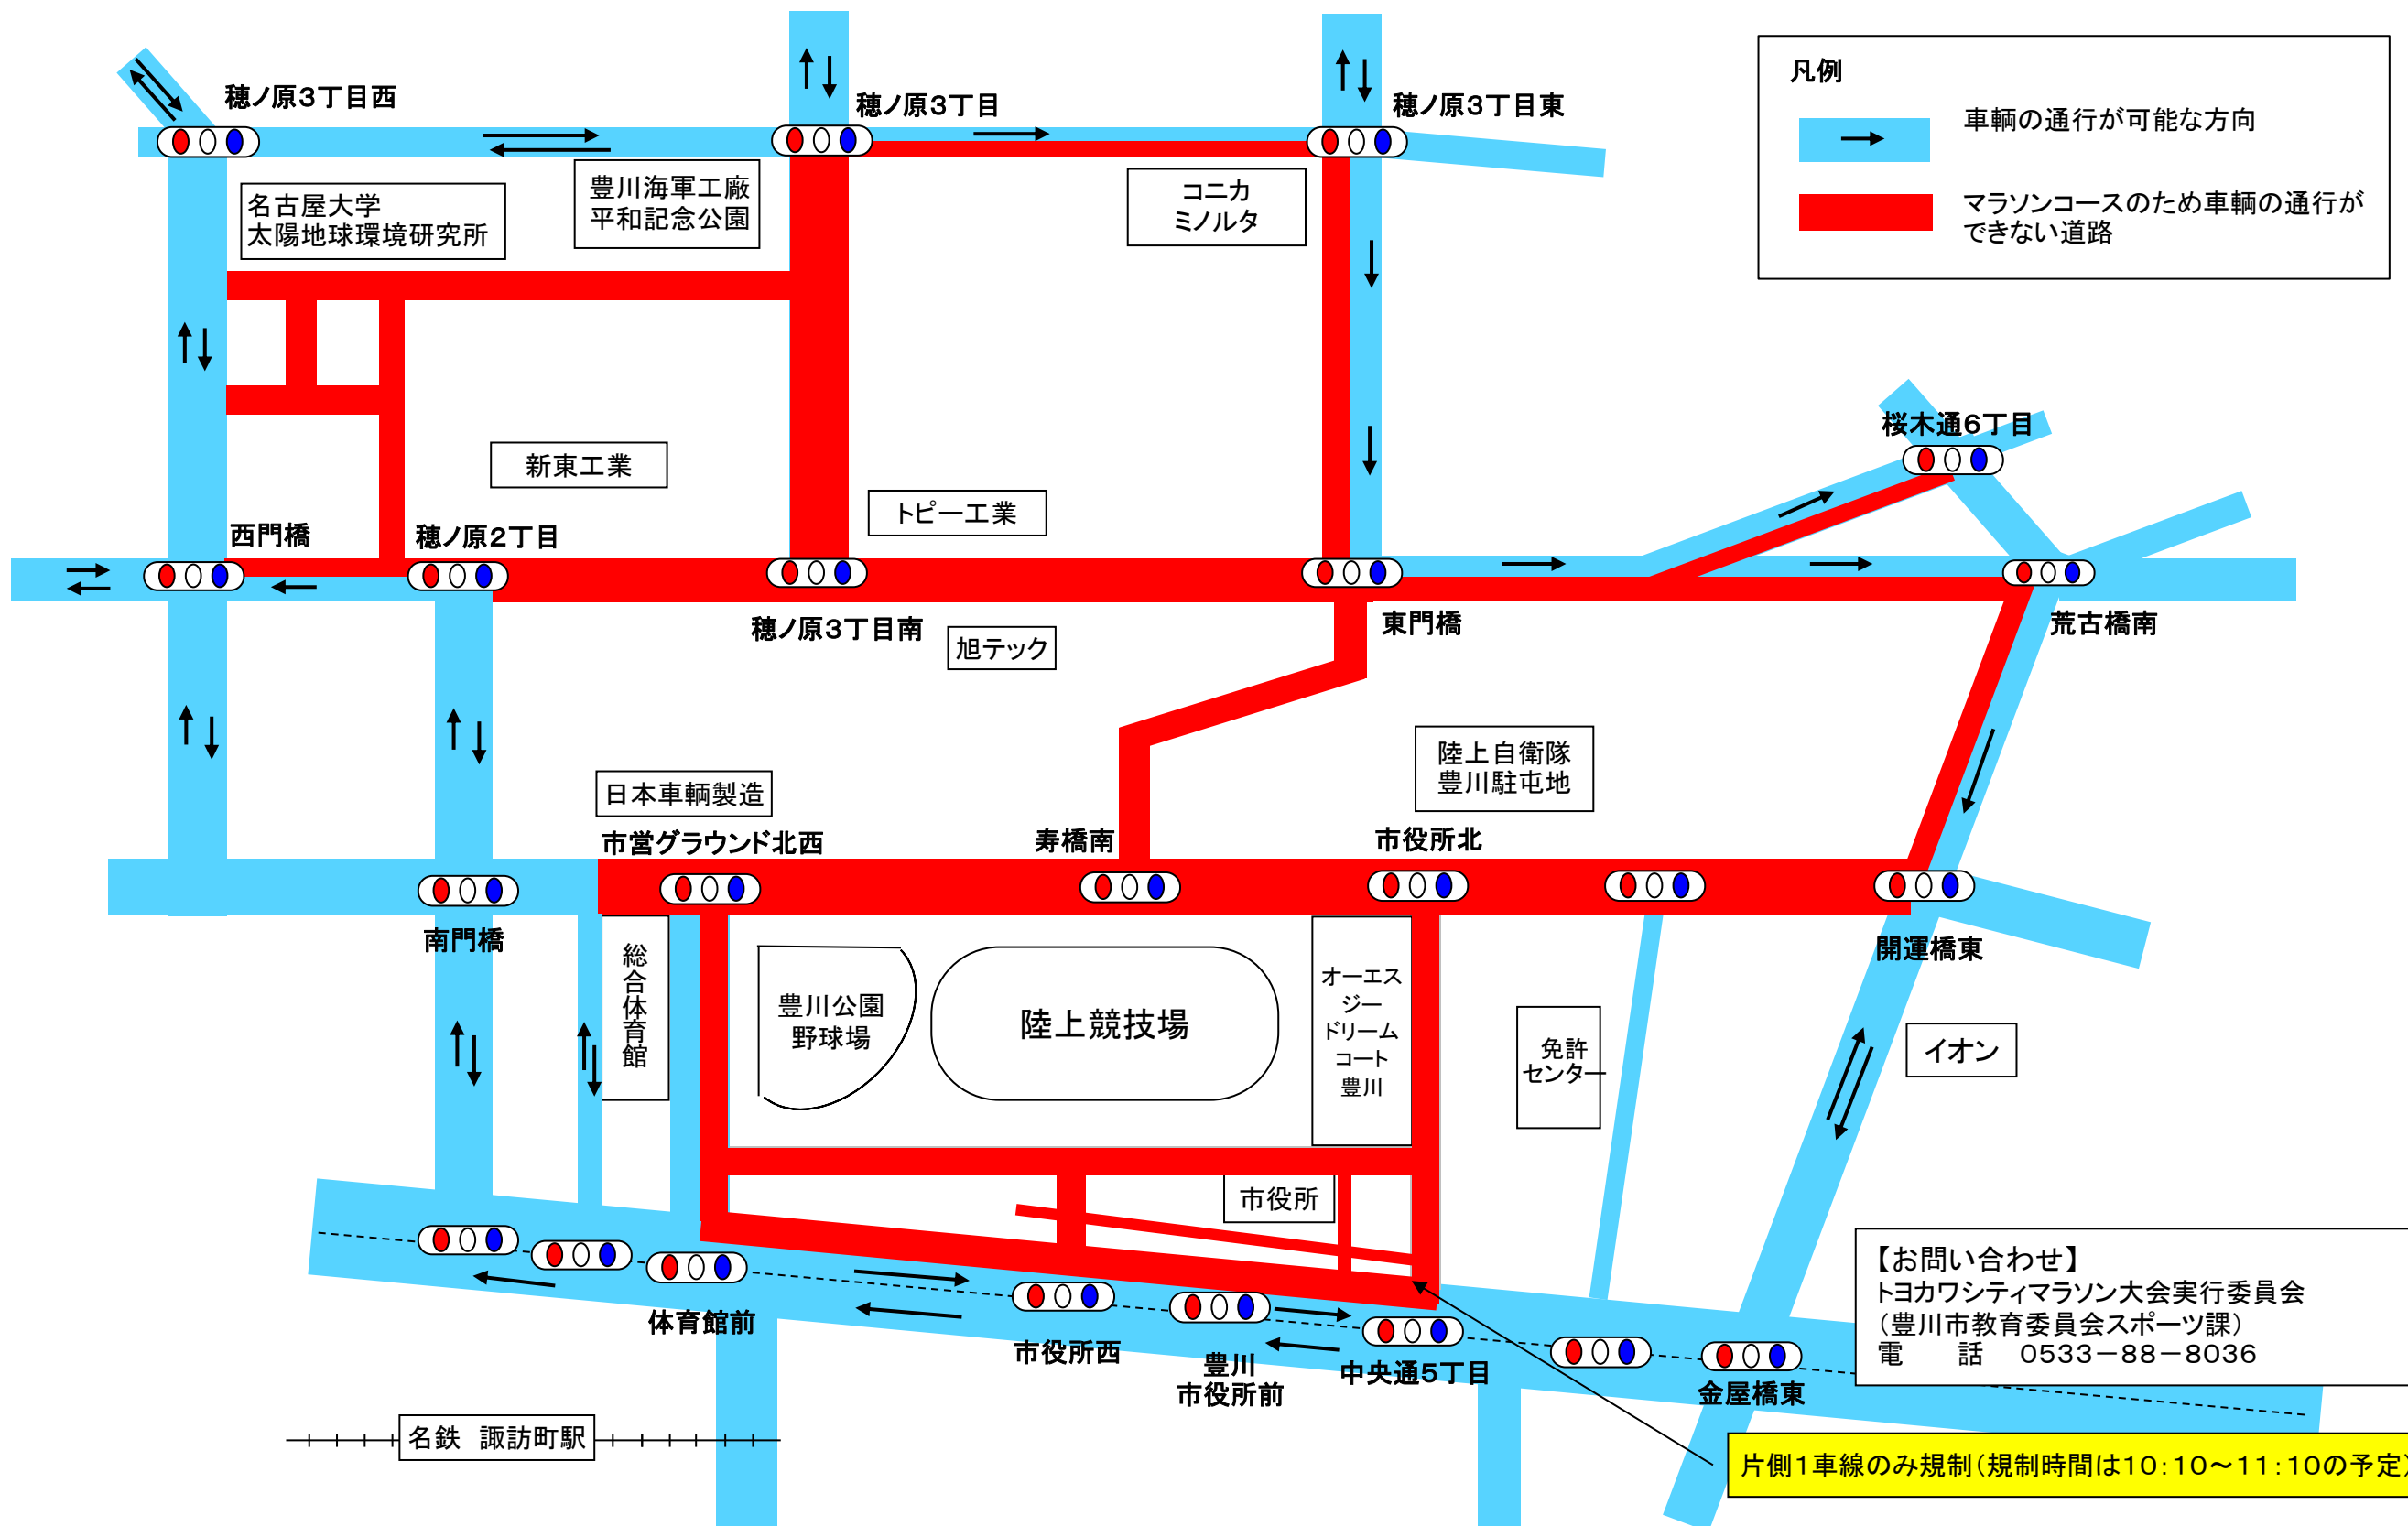 穂ノ原3丁目西
穂ノ原3丁目
穂ノ原3丁目東
凡例
車輌の通行が可能な方向
マラソンコースのため車輌の通行が
できない道路
名古屋大学
太陽地球環境研究所
豊川海軍工廠
平和記念公園
コニカ
ミノルタ
桜木通6丁目
新東工業
トピー工業
西門橋
穂ノ原2丁目
穂ノ原3丁目南
旭テック
東門橋
荒古橋南
陸上自衛隊
豊川駐屯地
日本車輌製造
市営グラウンド北西
寿橋南
市役所北
南門橋
開運橋東
総合体育館
豊川公園
野球場
陸上競技場
オーエス
ジー
ドリーム
コート
豊川
免許
センター
イオン
市役所
体育館前
市役所西
豊川
市役所前
中央通5丁目
金屋橋東
【お問い合わせ】
トヨカワシティマラソン大会実行委員会
(豊川市教育委員会スポーツ課)
電　　話　0533-88-8036
名鉄　諏訪町駅
片側1車線のみ規制(規制時間は10:10~11:10の予定)